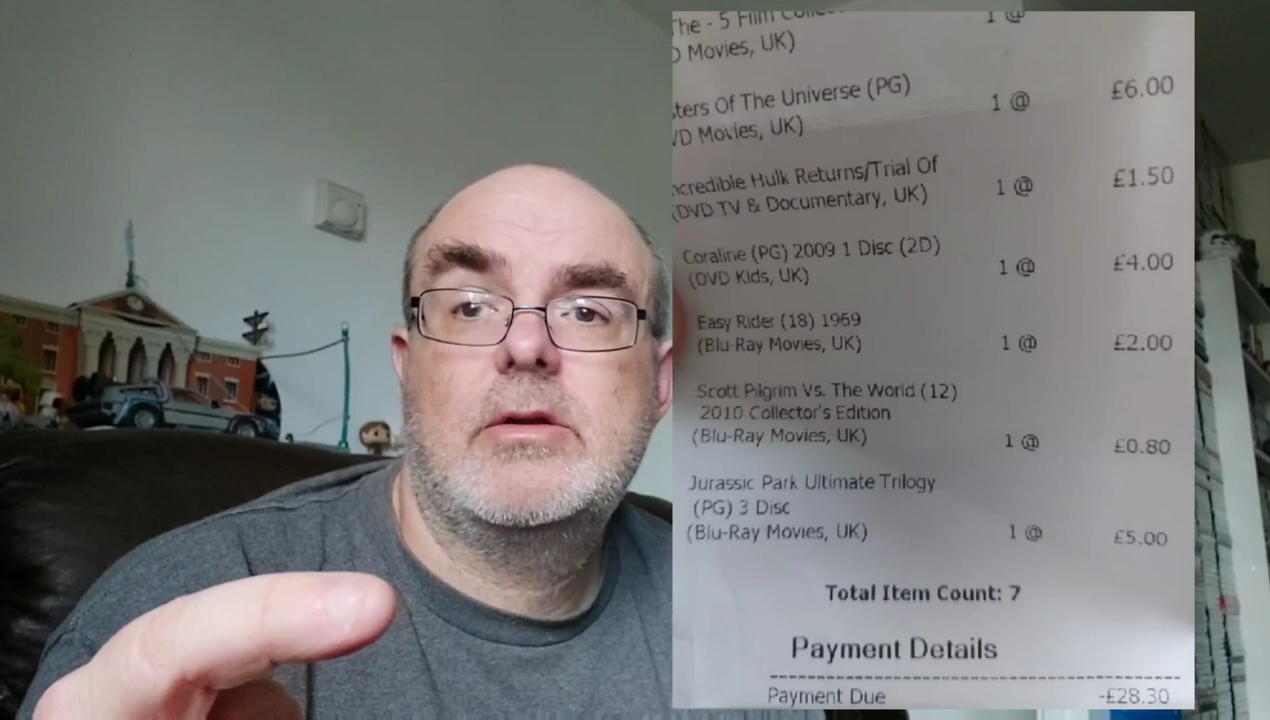 The - 5 Film
1 @
D Movies, UK)
sters Of The Universe (PG)
1 @ £6.00
VD Movies, UK)
ncredible Hulk Returns/Trial Of
1 @ £1.50
(DVD TV & Documentary, UK)
Coraline (PG) 2009 1 Disc (2D)
1 @ £4.00
(DVD Kids, UK)
Easy Rider (18) 1969
(Blu-Ray Movies, UK) 1 @ £2.00
Scott Pilgrim Vs. The World (12)
2010 Collector's Edition
(Blu-Ray Movies, UK) 1 @ £0.80
Jurassic Park Ultimate Trilogy
(PG) 3 Disc
(Blu-Ray Movies, UK) 1 @ £5.00
Total Item Count: 7
Payment Details
Payment Due -£28.30